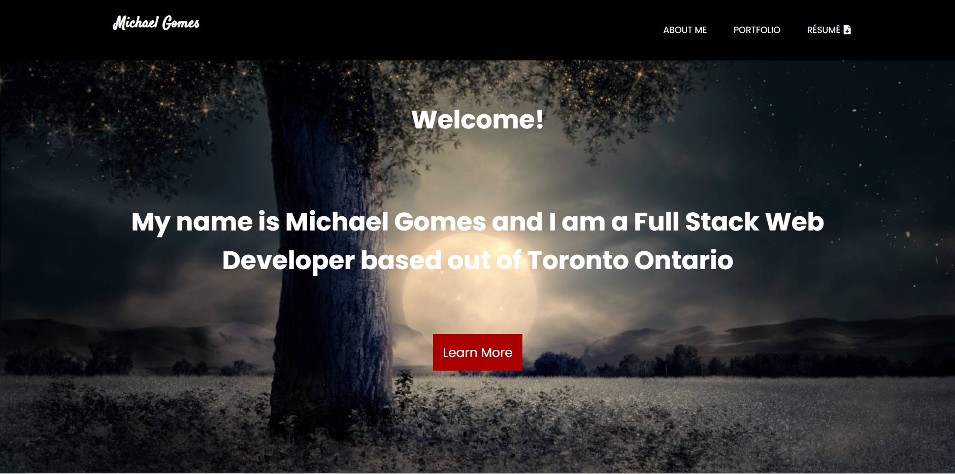 Michael Gomes
ABOUT ME PORTFOLIO RÉSUMÉ
Welcome!
My name is Michael Gomes and I am a Full Stack Web
Developer based out of Toronto Ontario
Learn More